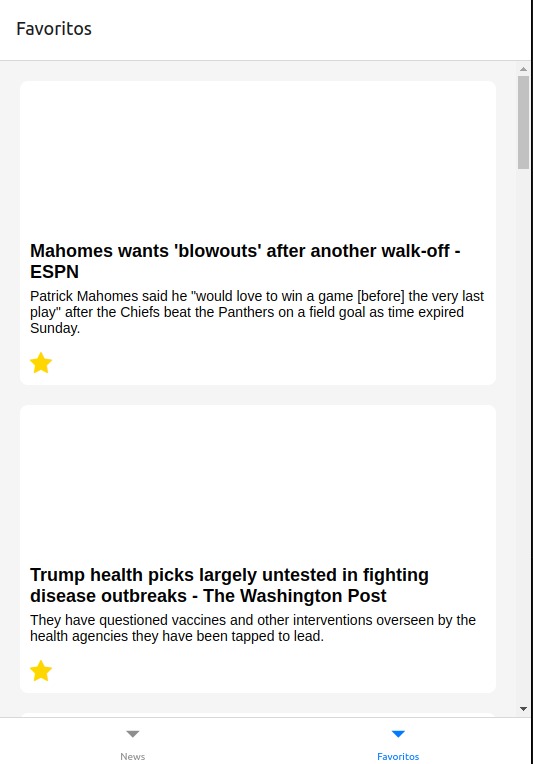 Favoritos
Mahomes wants 'blowouts' after another walk-off -
ESPN
Patrick Mahomes said he "would love to win a game [before] the very last
play" after the Chiefs beat the Panthers on a field goal as time expired
Sunday.
Trump health picks largely untested in fighting
disease outbreaks - The Washington Post
They have questioned vaccines and other interventions overseen by the
health agencies they have been tapped to lead.
News
Favoritos